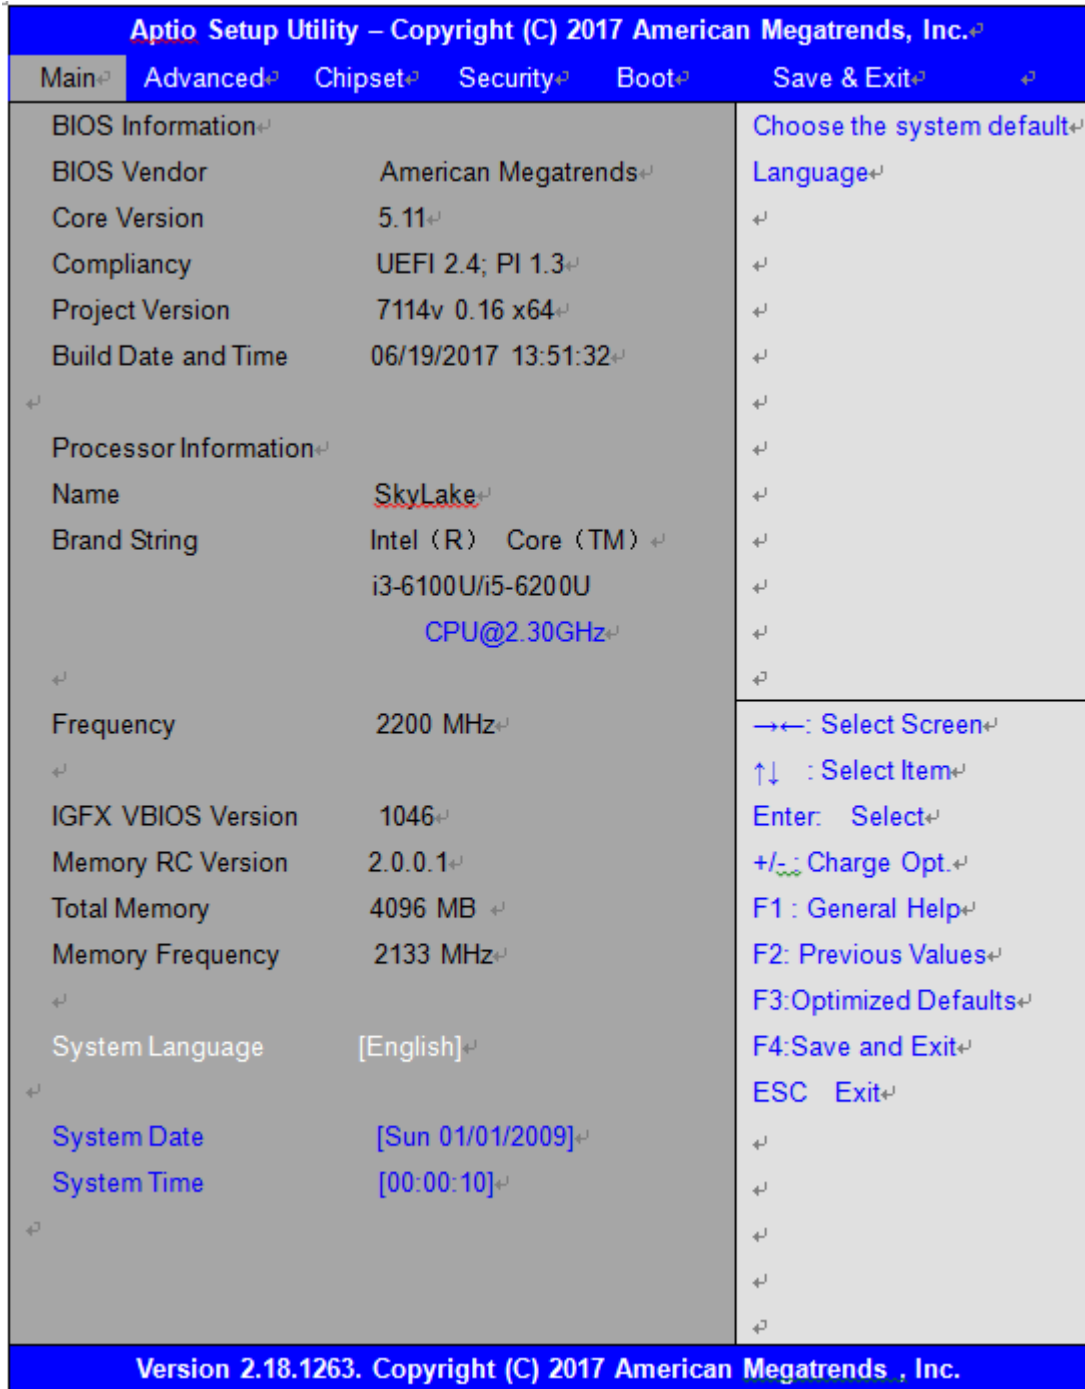 Aptio Setup Utility – Copyright (C) 2017 American Megatrends, Inc.
Main Advanced Chipset Security Boot Save & Exit
BIOS Information
BIOS Vendor American Megatrends
Core Version 5.11
Compliancy UEFI 2.4; PI 1.3
Project Version 7114v 0.16 x64
Build Date and Time 06/19/2017 13:51:32
Processor Information
Name SkyLake
Brand String Intel（R） Core（TM）
i3-6100U/i5-6200U
CPU@2.30GHz
Frequency 2200 MHz
IGFX VBIOS Version 1046
Memory RC Version 2.0.0.1
Total Memory 4096 MB
Memory Frequency 2133 MHz
System Language [English]
System Date [Sun 01/01/2009]
System Time [00:00:10]
Choose the system default
Language
→←: Select Screen
↑↓ : Select Item
Enter: Select
+/- : Charge Opt.
F1 : General Help
F2: Previous Values
F3:Optimized Defaults
F4:Save and Exit
ESC Exit
Version 2.18.1263. Copyright (C) 2017 American Megatrends , Inc.